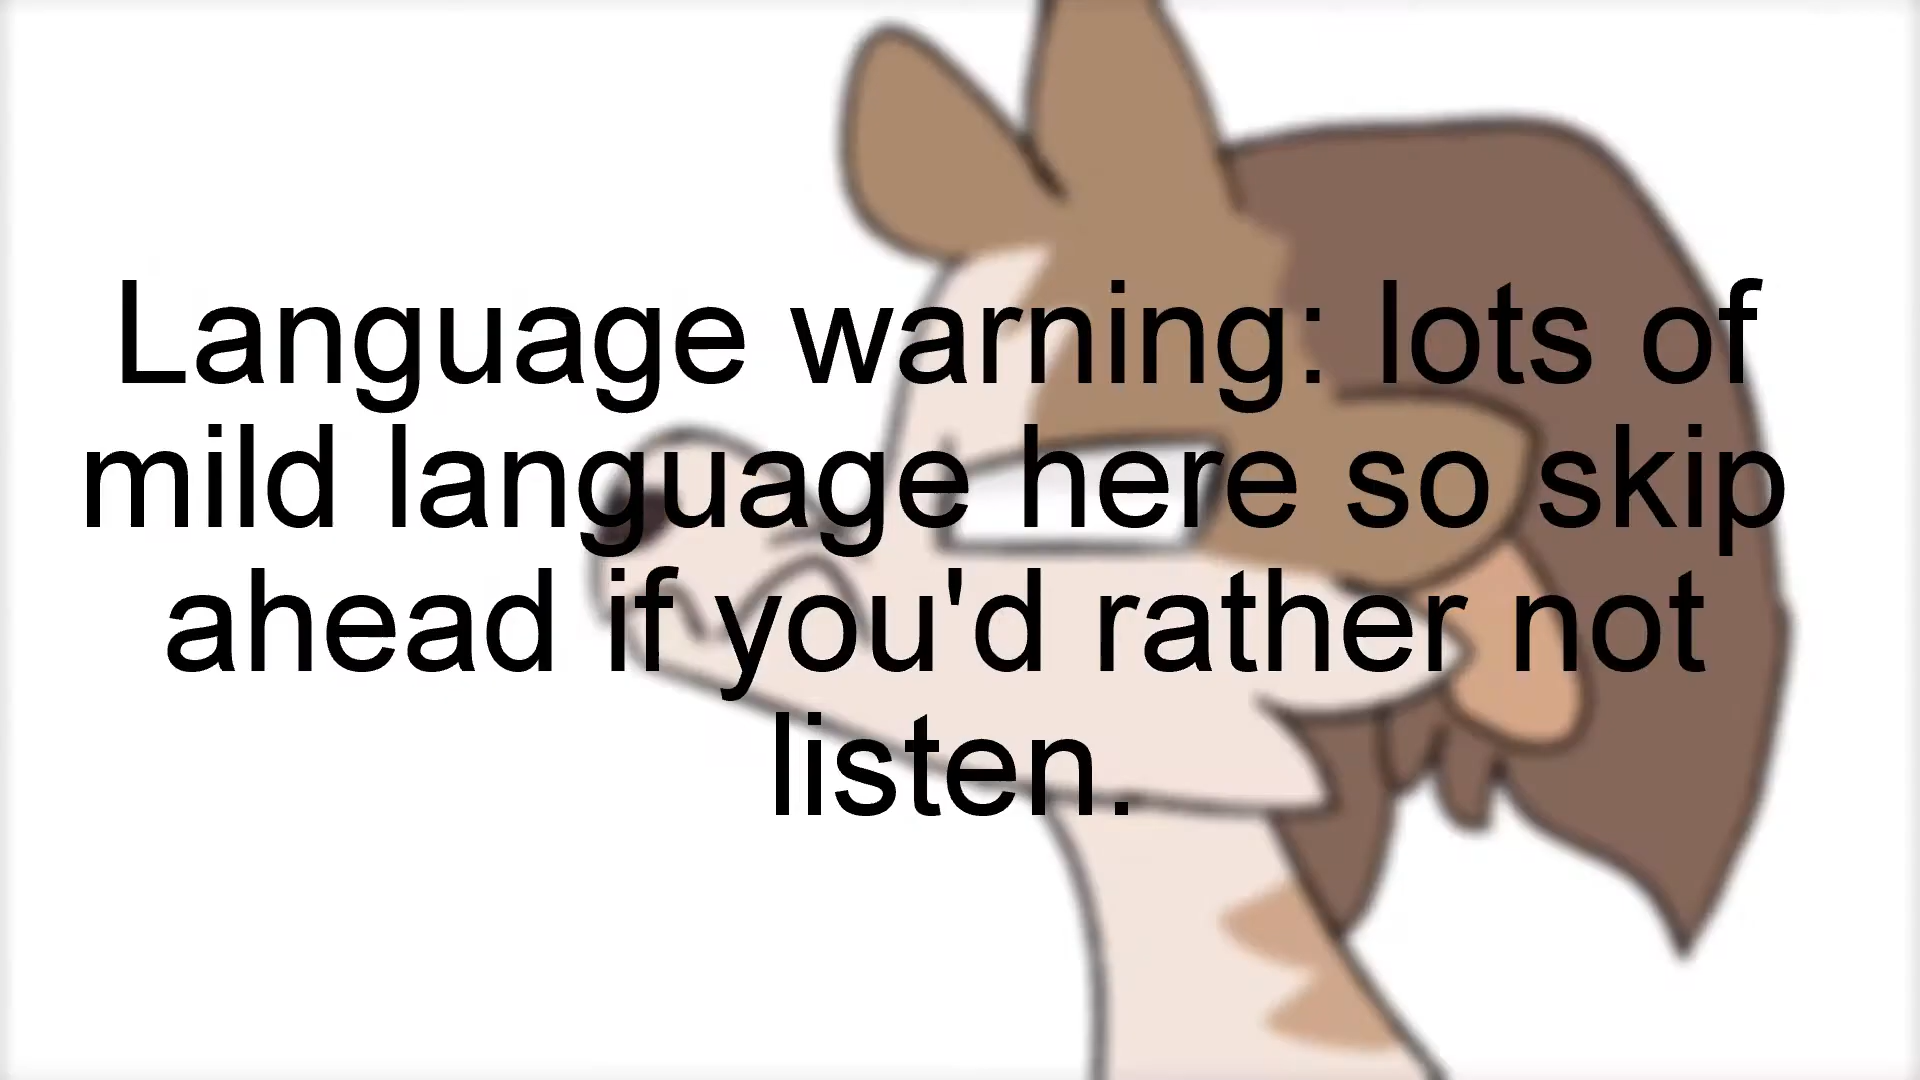 Language warning: lots of
mild language here so skip
ahead if you'd rather not
listen.